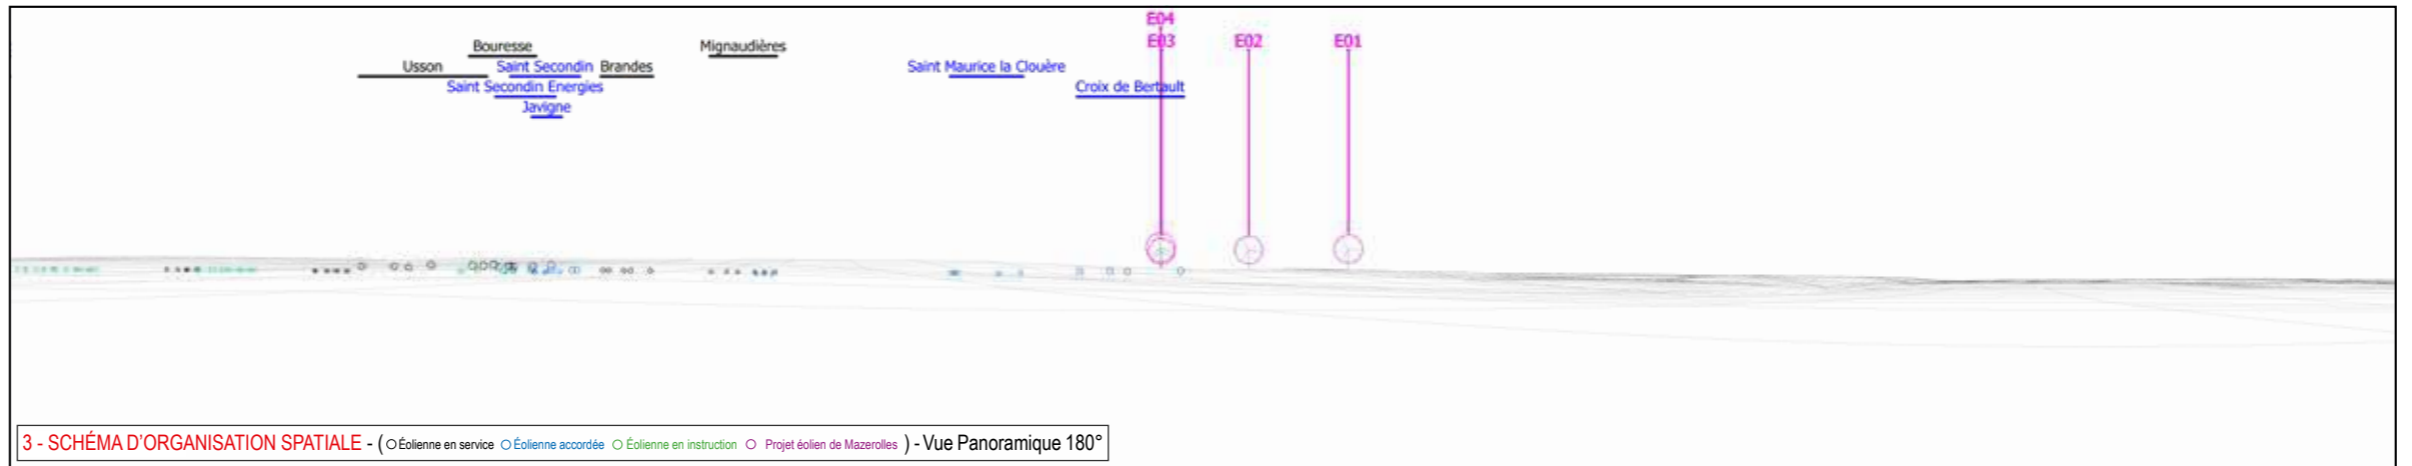 E04
E03 E02 E01
Bouresse Mignaudières
Usson Saint Secondin Brandes Saint Maurice la Clouère
Saint Secondin Energies Croix de Bertault
Javigne
3 - SCHÉMA D'ORGANISATION SPATIALE - ( Éolienne en service Éolienne accordée Éolienne en instruction Projet éolien de Mazerolles ) - Vue Panoramique 180°